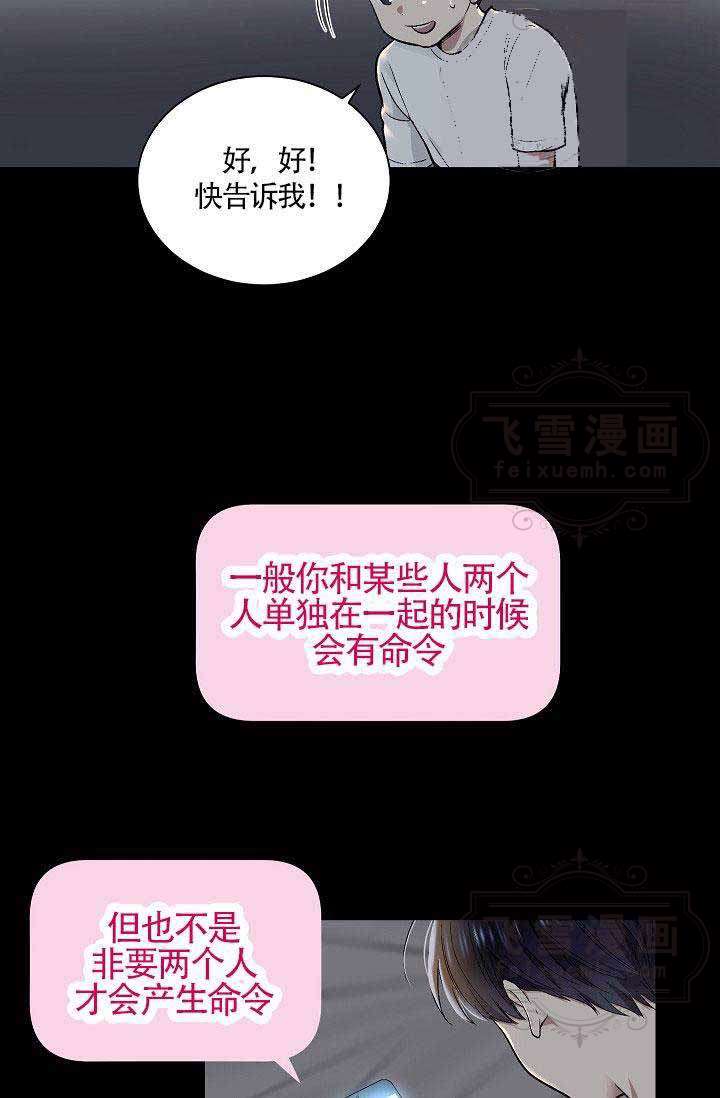 好，好！
快告诉我！！
飞雪漫画
feixuemh.com
一般你和某些人两个
人单独在一起的时候
会有命令
但也不是
非要两个人
才会产生命令
飞雪漫画
feixuemh.com